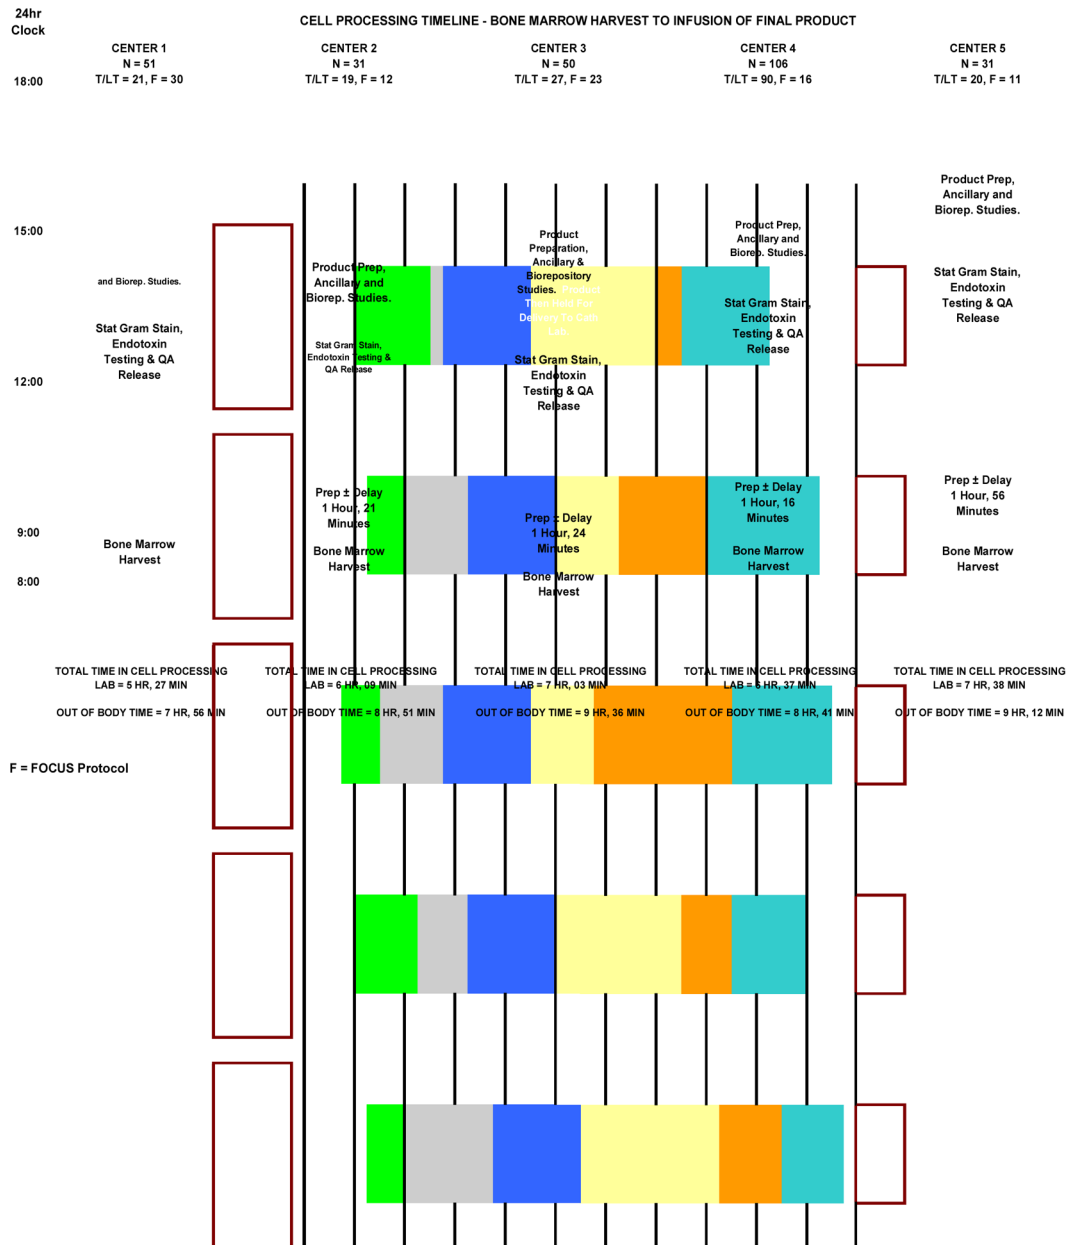 24hr
Clock
CELL PROCESSING TIMELINE - BONE MARROW HARVEST TO INFUSION OF FINAL PRODUCT
CENTER 1
N = 51
T/LT = 21, F = 30
CENTER 2
N = 31
T/LT = 19, F = 12
CENTER 3
N = 50
T/LT = 27, F = 23
CENTER 4
N = 106
T/LT = 90, F = 16
CENTER 5
N = 31
T/LT = 20, F = 11
18:00
15:00
12:00
9:00
8:00
and Biorep. Studies.
Stat Gram Stain,
Endotoxin
Testing & QA
Release
Bone Marrow
Harvest
TOTAL TIME IN CELL PROCESSING
LAB = 5 HR, 27 MIN
OUT OF BODY TIME = 7 HR, 56 MIN
Product Prep,
Ancillary and
Biorep. Studies.
Stat Gram Stain,
Endotoxin Testing &
QA Release
Prep ± Delay
1 Hour, 21
Minutes
Bone Marrow
Harvest
TOTAL TIME IN CELL PROCESSING
LAB = 6 HR, 09 MIN
OUT OF BODY TIME = 8 HR, 51 MIN
Product
Preparation,
Ancillary &
Biorepository
Studies. Product
Then Held For
Delivery To Cath
Lab.
Stat Gram Stain,
Endotoxin
Testing & QA
Release
Prep ± Delay
1 Hour, 24
Minutes
Bone Marrow
Harvest
TOTAL TIME IN CELL PROCESSING
LAB = 7 HR, 03 MIN
OUT OF BODY TIME = 9 HR, 36 MIN
Product Prep,
Ancillary and
Biorep. Studies.
Stat Gram Stain,
Endotoxin
Testing & QA
Release
Prep ± Delay
1 Hour, 16
Minutes
Bone Marrow
Harvest
TOTAL TIME IN CELL PROCESSING
LAB = 6 HR, 37 MIN
OUT OF BODY TIME = 8 HR, 41 MIN
Product Prep,
Ancillary and
Biorep. Studies.
Stat Gram Stain,
Endotoxin
Testing & QA
Release
Prep ± Delay
1 Hour, 56
Minutes
Bone Marrow
Harvest
TOTAL TIME IN CELL PROCESSING
LAB = 7 HR, 38 MIN
OUT OF BODY TIME = 9 HR, 12 MIN
F = FOCUS Protocol